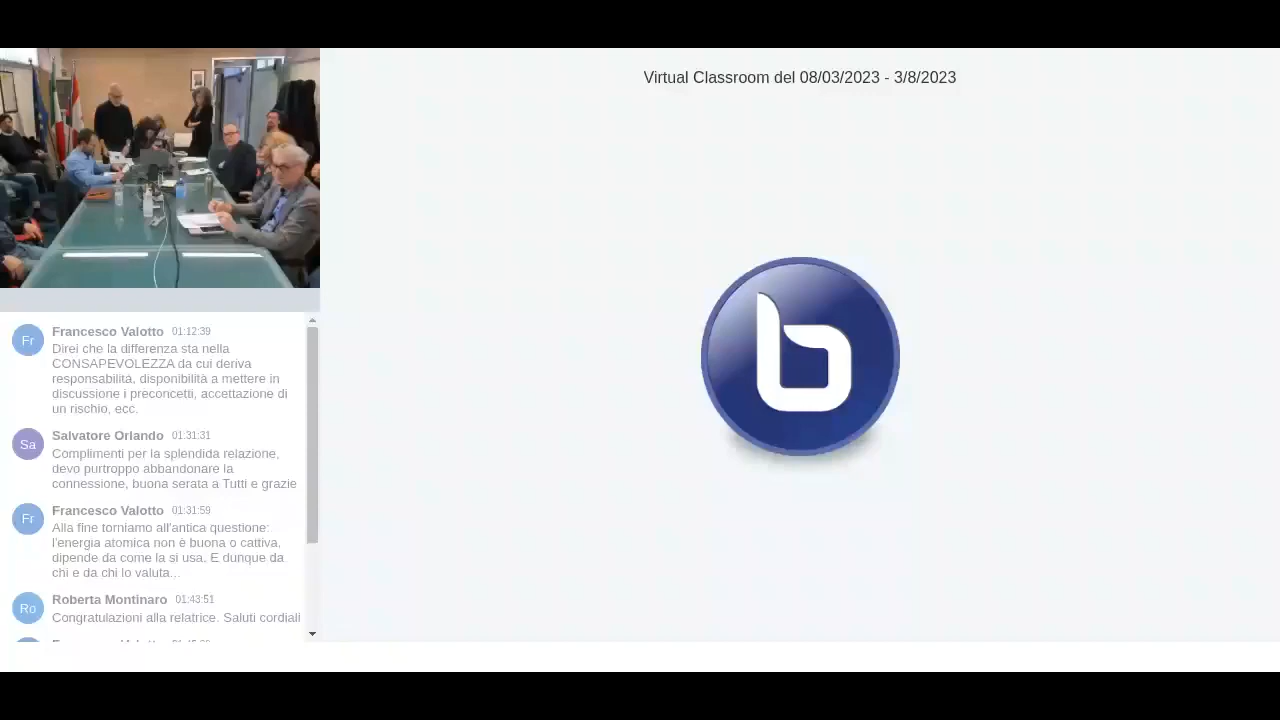 Virtual Classroom del 08/03/2023 - 3/8/2023
Fr
Francesco Valotto 01:12:39
Direi che la differenza sta nella
CONSAPEVOLEZZA da cui deriva
responsabilità, disponibilità a mettere in
discussione i preconcetti, accettazione di
un rischio, ecc.
Sa
Salvatore Orlando 01:31:31
Complimenti per la splendida relazione,
devo purtroppo abbandonare la
connessione, buona serata a Tutti e grazie
Fr
Francesco Valotto 01:31:59
Alla fine torniamo all'antica questione:
l'energia atomica non è buona o cattiva,
dipende da come la si usa, E dunque da
chi e da chi lo valuta...
Ro
Roberta Montinaro 01:43:51
Congratulazioni alla relatrice. Saluti cordiali